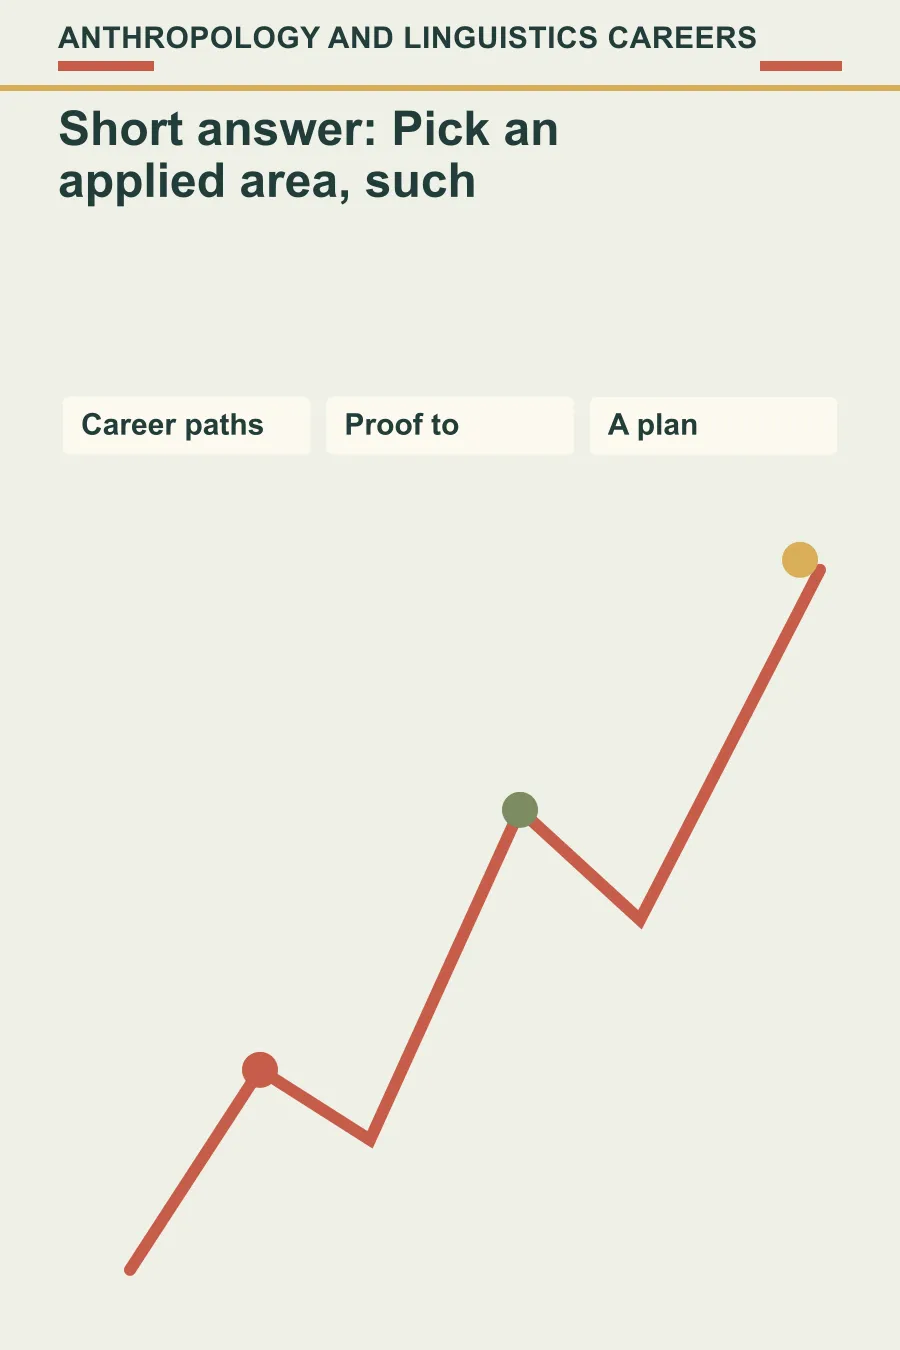 ANTHROPOLOGY AND LINGUISTICS CAREERS
Short answer: Pick an
applied area, such
Career paths
Proof to
A plan